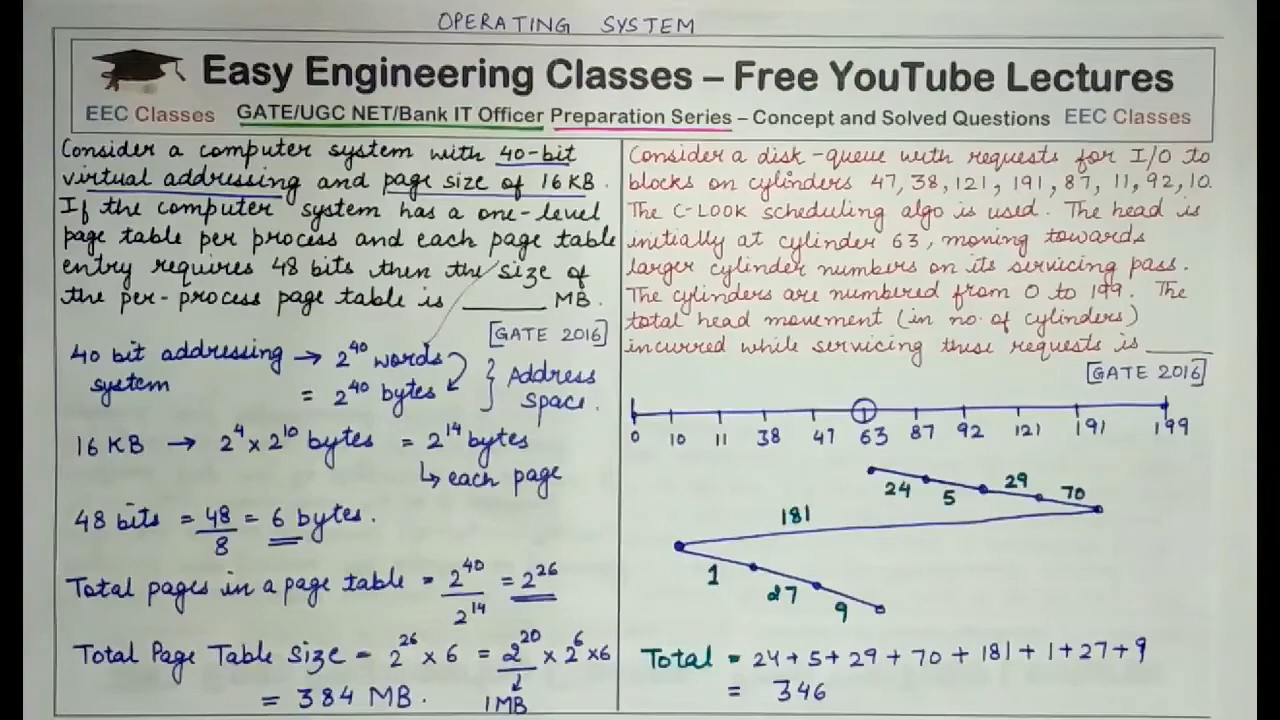 OPERATING SYSTEM
Easy Engineering Classes – Free YouTube Lectures
EEC Classes GATE/UGC NET/Bank IT Officer Preparation Series – Concept and Solved Questions EEC Classes
Consider a computer system with 40-bit
virtual addressing and page size of 16 KB.
If the computer system has a one-level
page table per process and each page table
entry requires 48 bits then the size of
the per-process page table is ______ MB.
[GATE 2016]
40 bit addressing → 2^40 words
system = 2^40 bytes } Address
Space.
16 KB → 2^4 x 2^10 bytes = 2^14 bytes
↳ each page
48 bits = 48/8 = 6 bytes.
Total pages in a page table = 2^40/2^14 = 2^26
Total Page Table size = 2^26 x 6 = 2^20 x 2^6 x 6
= 384 MB. 1MB
Consider a disk-queue with requests for I/O to
blocks on cylinders 47, 38, 121, 191, 87, 11, 92, 10.
The C-LOOK scheduling algo is used. The head is
initially at cylinder 63, moving towards
larger cylinder numbers on its servicing pass.
The cylinders are numbered from 0 to 199. The
total head movement (in no. of cylinders)
incurred while servicing these requests is ______
[GATE 2016]
0 10 11 38 47 63 87 92 121 191 199
24 5 29 70
181
1 27 9
Total = 24+5+29+70+181+1+27+9
= 346